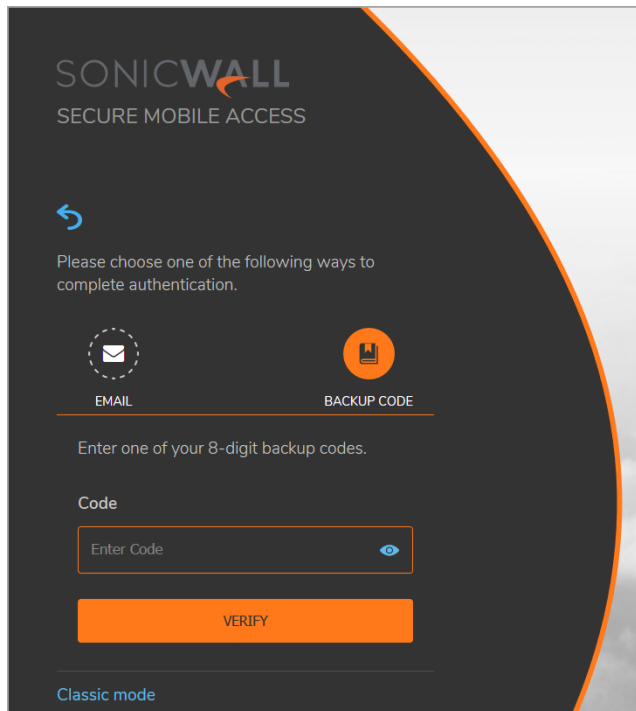 SONICWALL
SECURE MOBILE ACCESS
Please choose one of the following ways to
complete authentication.
EMAIL BACKUP CODE
Enter one of your 8-digit backup codes.
Code
Enter Code
VERIFY
Classic mode